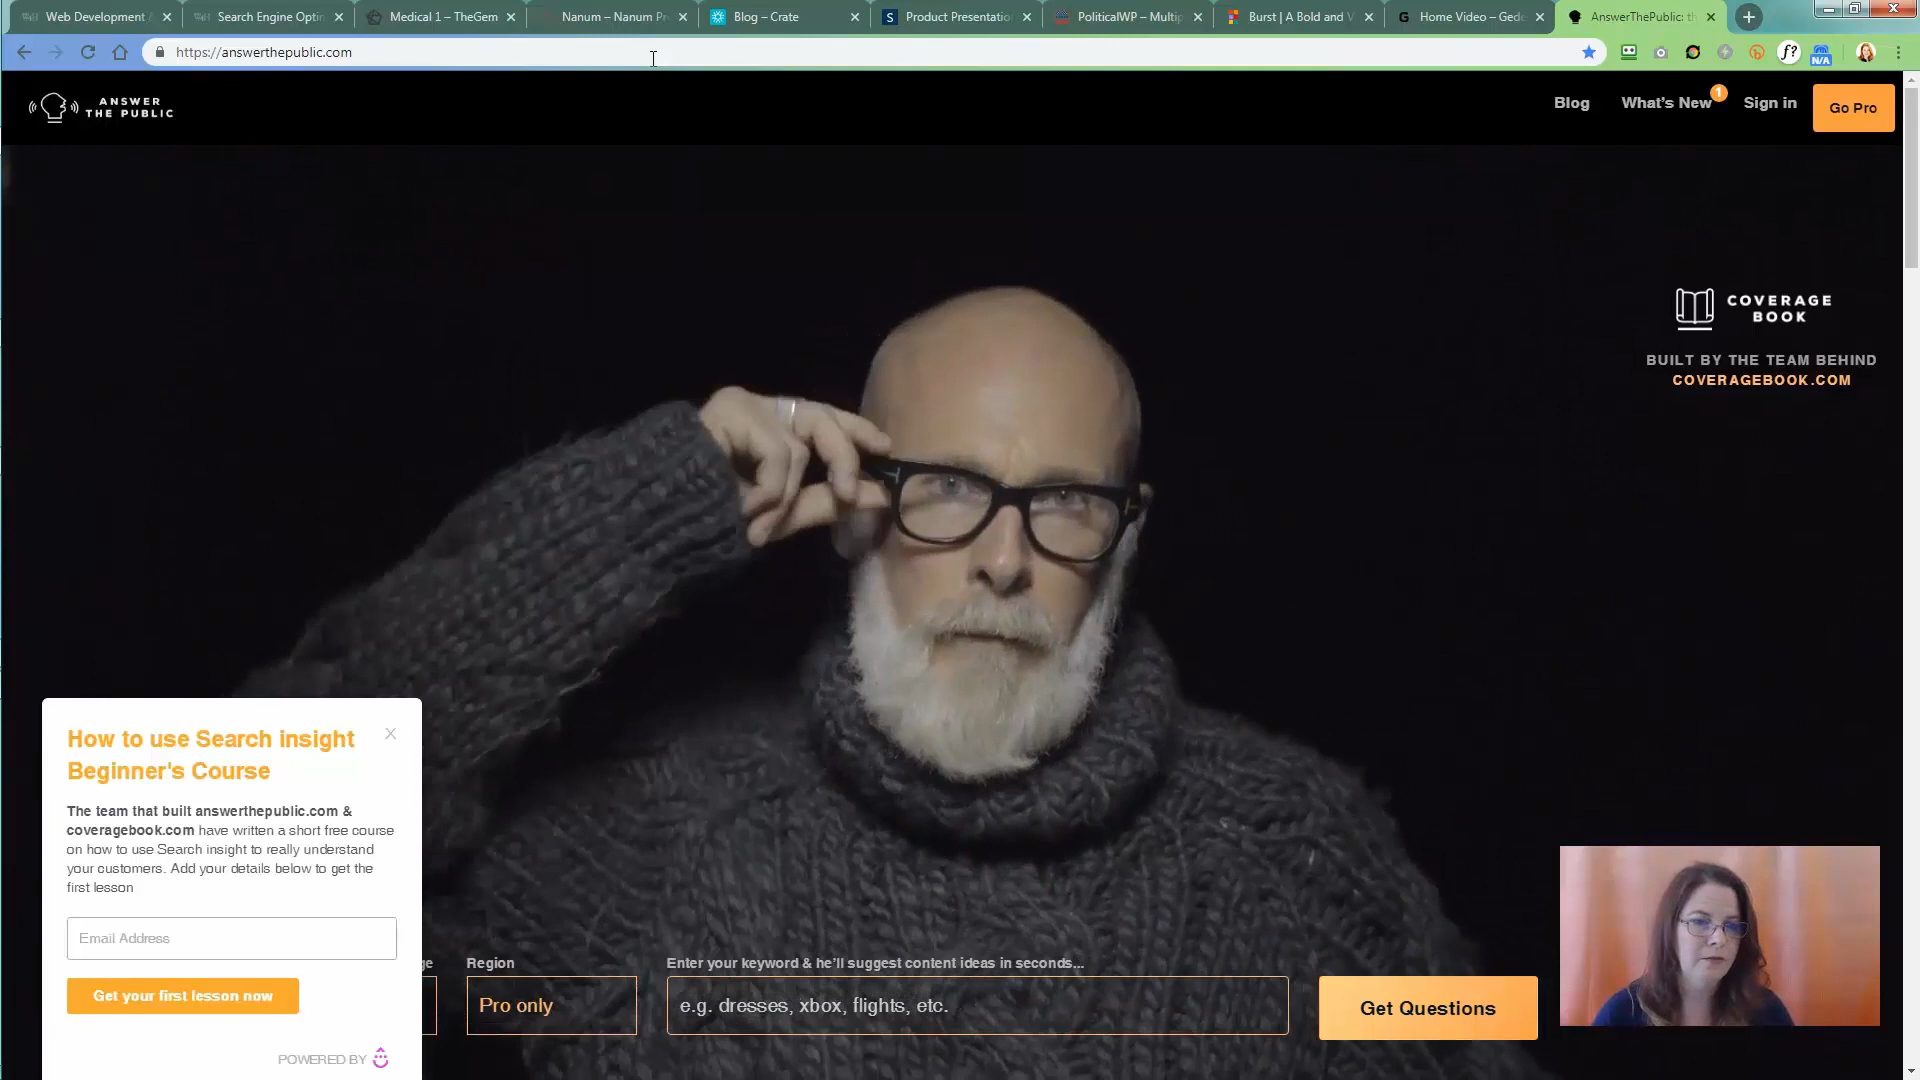 Web Development
Search Engine Optin
Medical 1 – TheGem
Nanum – Nanum Pr
Blog – Crate
Product Presentatio
PoliticalWP – Multip
Burst | A Bold and V
Home Video – Gede
AnswerThePublic: th
https://answerthepublic.com
f?
N/A
ANSWER
THE PUBLIC
Blog
What's New
1
Sign in
Go Pro
COVERAGE
BOOK
BUILT BY THE TEAM BEHIND
COVERAGEBOOK.COM
How to use Search insight
Beginner's Course
X
The team that built answerthepublic.com &
coveragebook.com have written a short free course
on how to use Search insight to really understand
your customers. Add your details below to get the
first lesson
Email Address
Get your first lesson now
POWERED BY
ge
Region
Pro only
Enter your keyword & he'll suggest content ideas in seconds...
e.g. dresses, xbox, flights, etc.
Get Questions